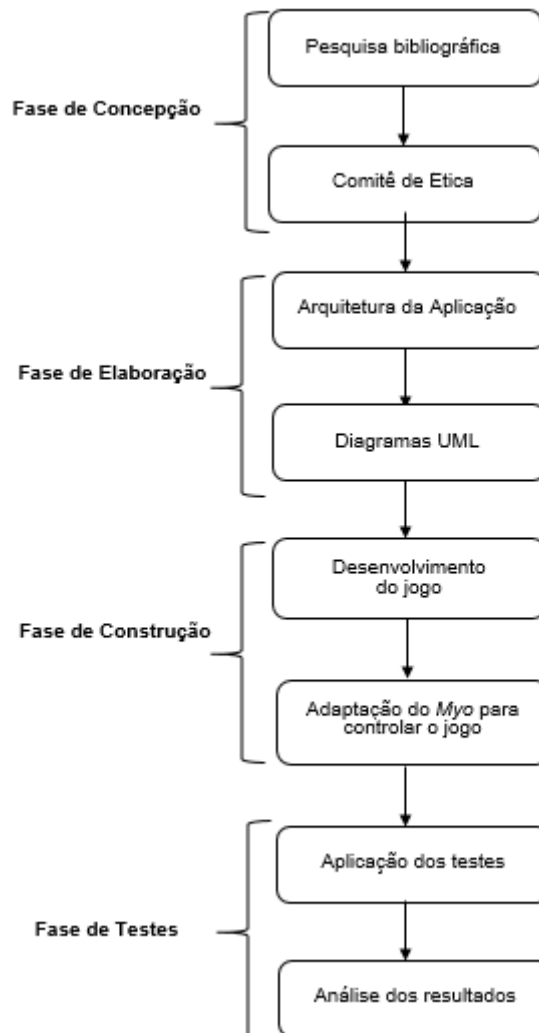 Pesquisa bibliográfica
Fase de Concepção
Comitê de Etica
Arquitetura da Aplicação
Fase de Elaboração
Diagramas UML
Desenvolvimento
do jogo
Fase de Construção
Adaptação do Myo para
controlar o jogo
Aplicação dos testes
Fase de Testes
Análise dos resultados